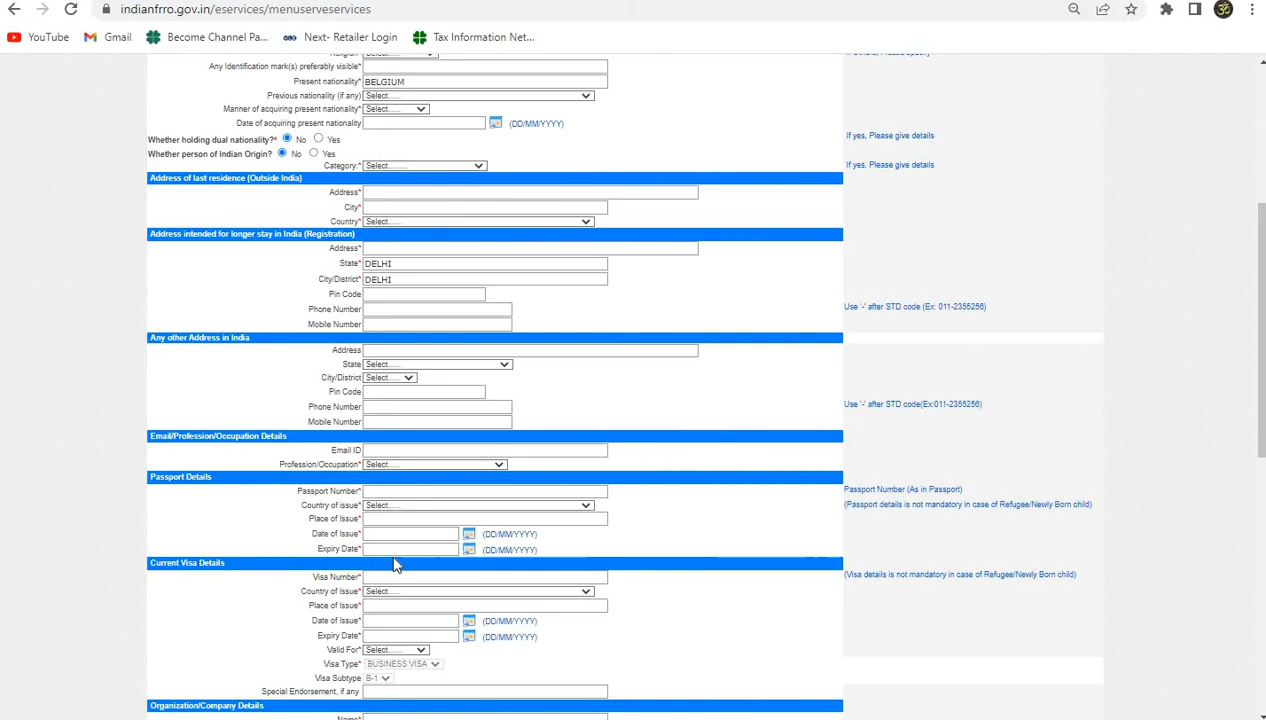 indianfrro.gov.in/eservices/menuserveservices
YouTube Gmail Become Channel Pa... Next- Retailer Login Tax Information Net...
Religion Select...... If Others, Please Specify
Any Identification mark(s) preferably visible*
Present nationality* BELGIUM
Previous nationality (if any) Select......
Manner of acquiring present nationality* Select......
Date of acquiring present nationality (DD/MM/YYYY)
Whether holding dual nationality?* No Yes If yes, Please give details
Whether person of Indian Origin? No Yes
Category:* Select......... If yes, Please give details
Address of last residence (Outside India)
Address*
City*
Country* Select......
Address intended for longer stay in India (Registration)
Address*
State* DELHI
City/District* DELHI
Pin Code
Phone Number Use '-' after STD code (Ex: 011-2355256)
Mobile Number
Any other Address in India
Address
State Select......
City/District Select......
Pin Code
Phone Number Use '-' after STD code(Ex:011-2355256)
Mobile Number
Email/Profession/Occupation Details
Email ID
Profession/Occupation* Select......
Passport Details
Passport Number* Passport Number (As in Passport)
Country of issue* Select...... (Passport details is not mandatory in case of Refugee/Newly Born child)
Place of Issue*
Date of Issue* (DD/MM/YYYY)
Expiry Date* (DD/MM/YYYY)
Current Visa Details
Visa Number* (Visa details is not mandatory in case of Refugee/Newly Born child)
Country of Issue* Select......
Place of Issue*
Date of Issue* (DD/MM/YYYY)
Expiry Date* (DD/MM/YYYY)
Valid For* Select......
Visa Type* BUSINESS VISA
Visa Subtype B-1
Special Endorsement, if any
Organization/Company Details
Name*